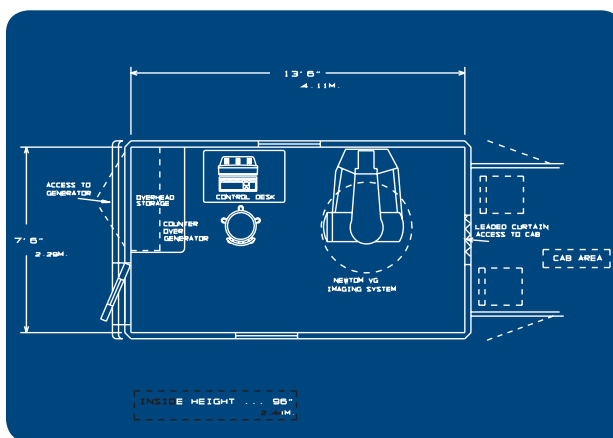 13'6"
4.11M.
ACCESS TO
GENERATOR
OVERHEAD
STORAGE
CONTROL DESK
COUNTER
OVER
GENERATOR
LEADED CURTAIN
ACCESS TO CAB
7'6"
2.29M.
CAB AREA
NEWTOM VG
IMAGING SYSTEM
INSIDE HEIGHT ... 96"
2.41M.